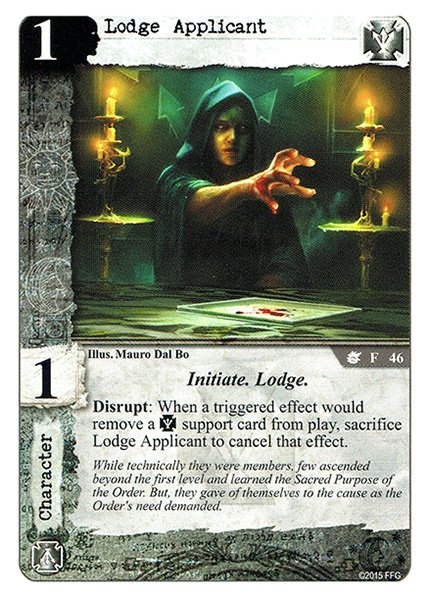 1
Lodge Applicant
Illus. Mauro Dal Bo
F 46
1
Initiate. Lodge.
Disrupt: When a triggered effect would
remove a support card from play, sacrifice
Lodge Applicant to cancel that effect.
While technically they were members, few ascended
beyond the first level and learned the Sacred Purpose of
the Order. But, they gave of themselves to the cause as the
Order's need demanded.
Character
©2015 FFG